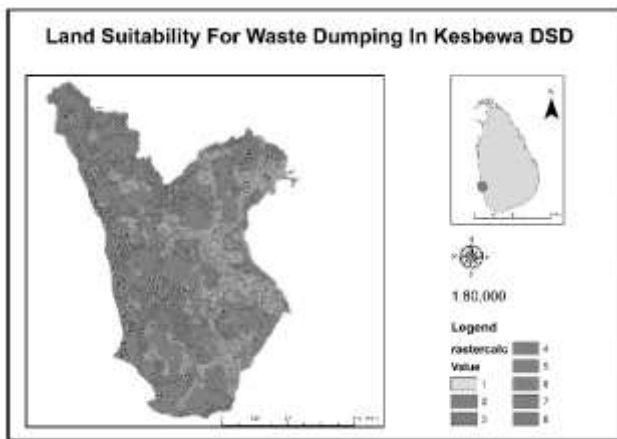 Land Suitability For Waste Dumping In Kesbewa DSD
N
1:80,000
Legend
rastercalc
Value
1
2
3
4
5
6
7
8